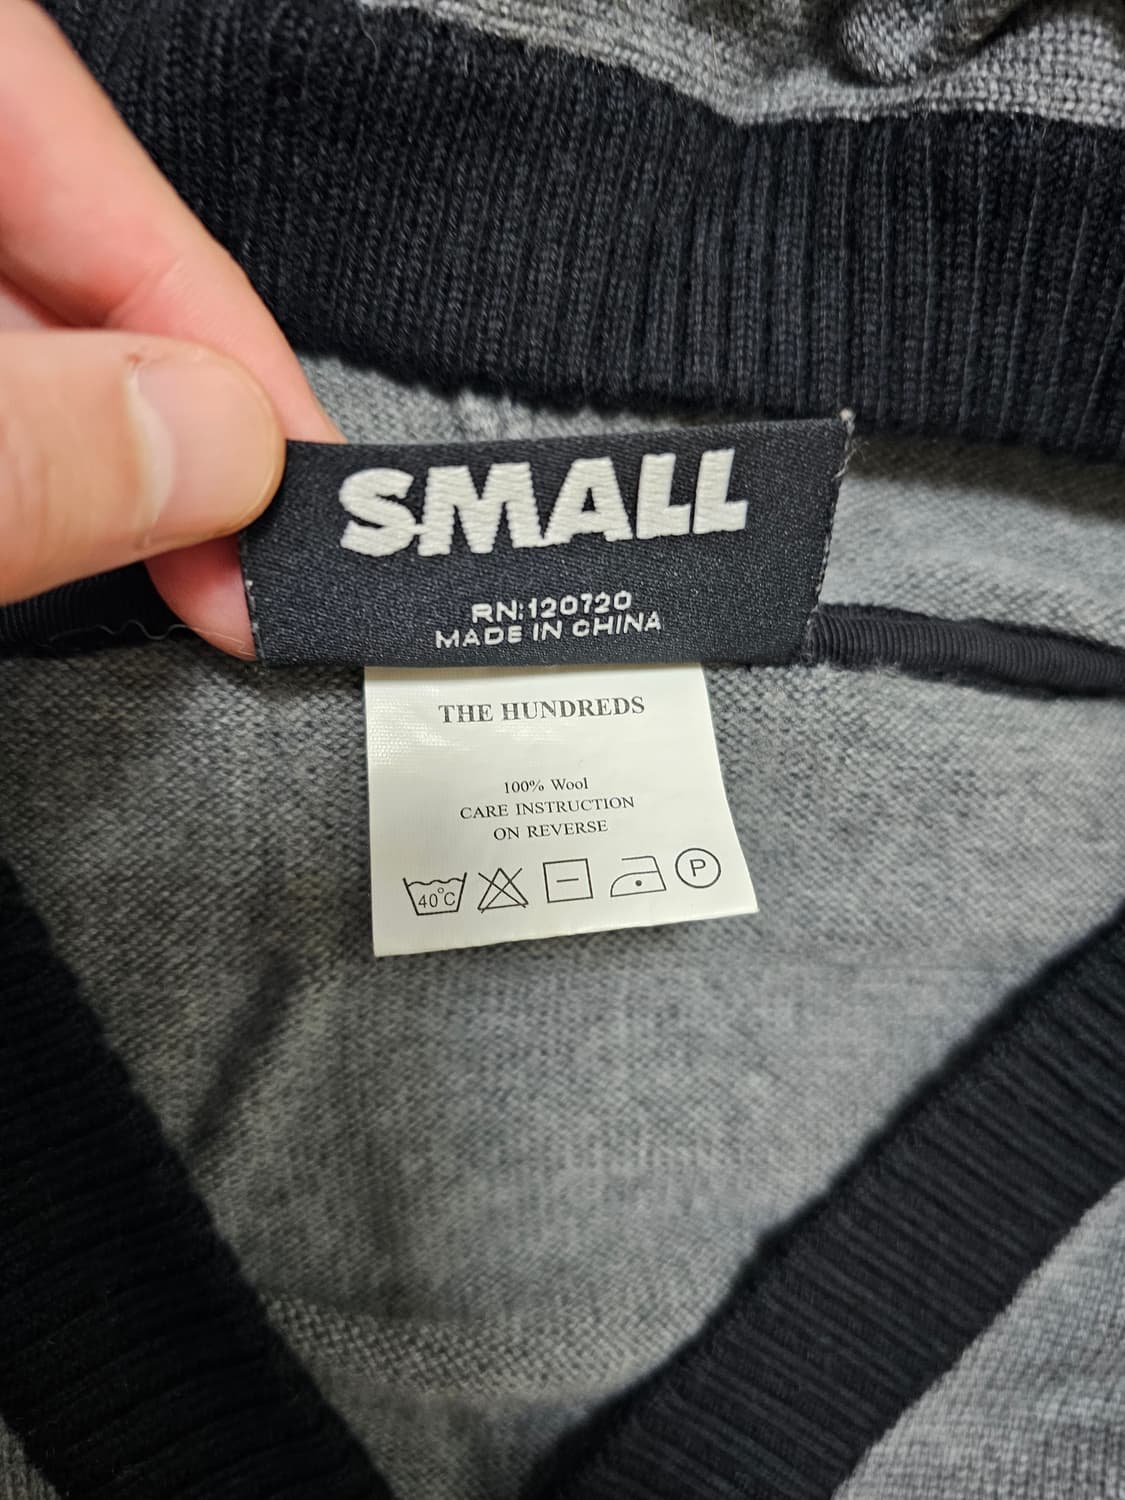 SMALL
RN:120720
MADE IN CHINA
THE HUNDREDS
100% Wool
CARE INSTRUCTION
ON REVERSE
40°C P